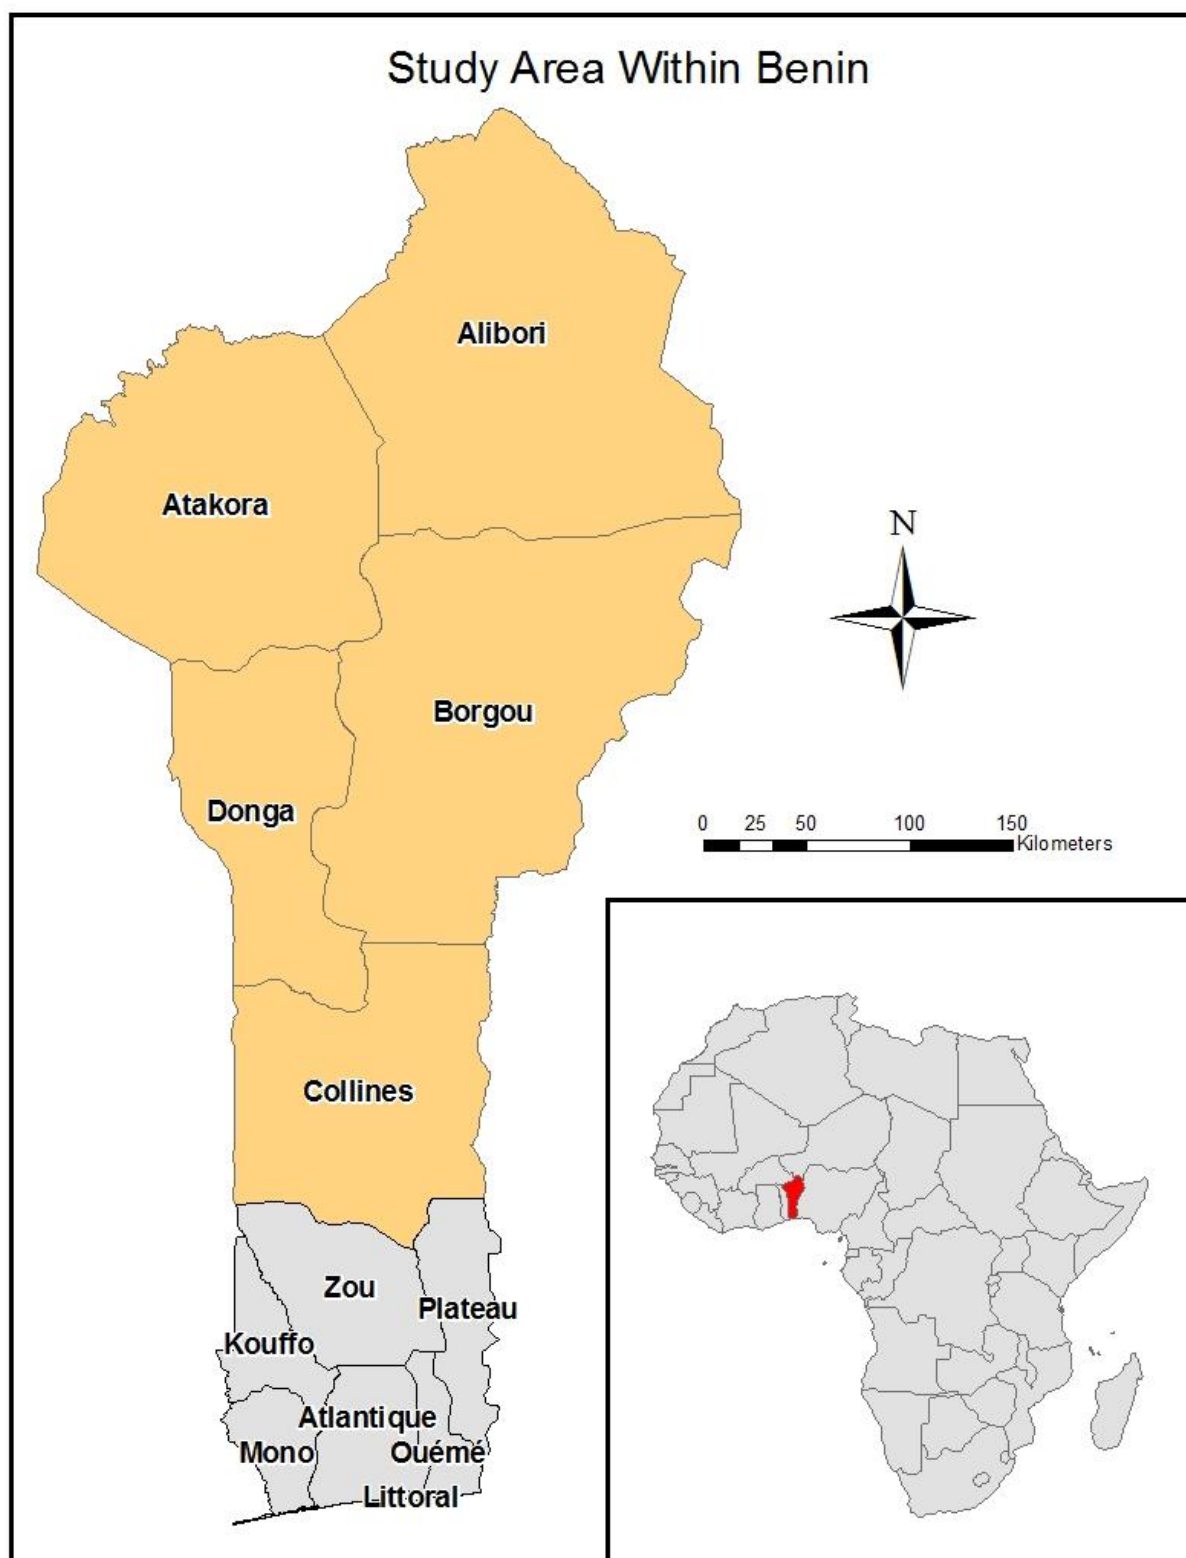 Study Area Within Benin
Alibori
Atakora
N
Borgou
Donga
0 25 50 100 150
Kilometers
Collines
Zou
Plateau
Kouffo
Atlantique
Mono
Ouémé
Littoral